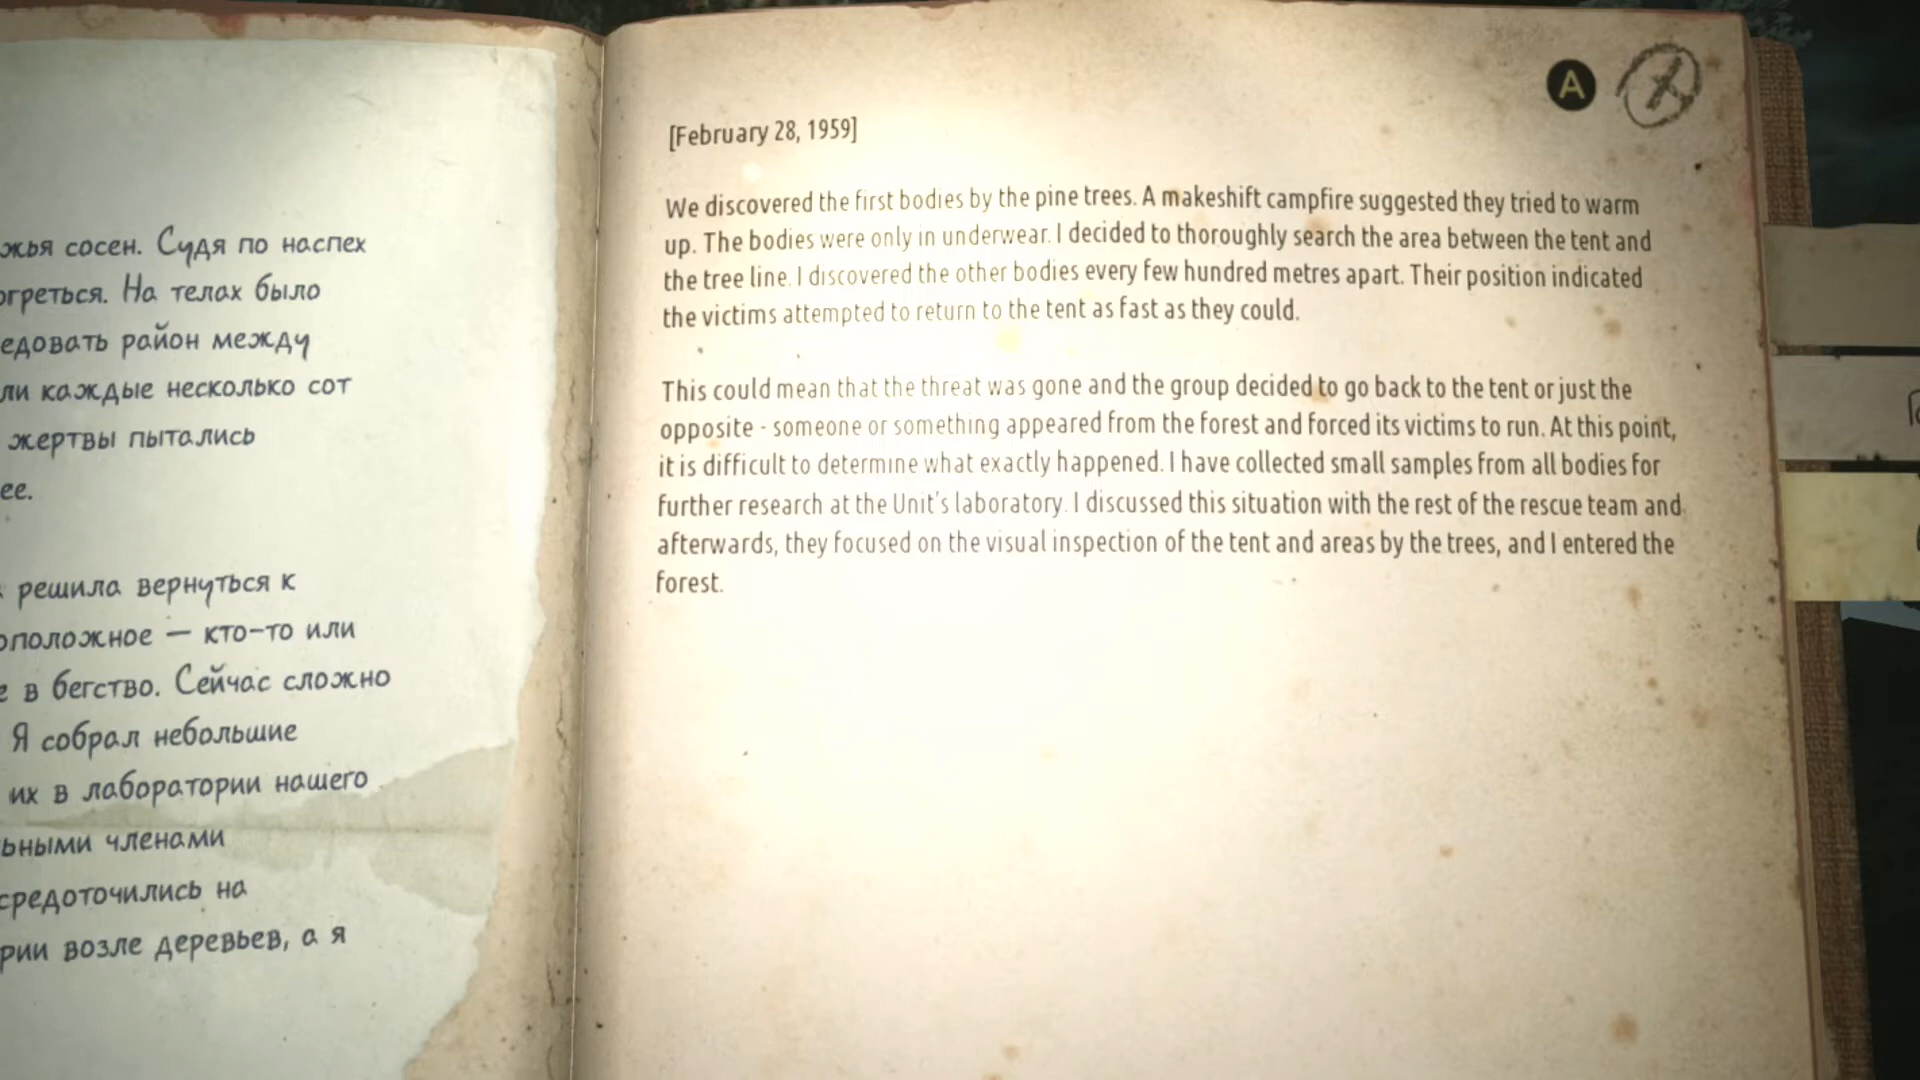 жья сосен. Судя по наспех
огреться. На телах было
едовать район между
ли каждые несколько сот
жертвы пытались
ее.
решила вернуться к
оположное — кто-то или
е в бегство. Сейчас сложно
Я собрал небольшие
их в лаборатории нашего
ьными членами
средоточились на
рии возле деревьев, а я
A
[February 28, 1959]
We discovered the first bodies by the pine trees. A makeshift campfire suggested they tried to warm
up. The bodies were only in underwear. I decided to thoroughly search the area between the tent and
the tree line. I discovered the other bodies every few hundred metres apart. Their position indicated
the victims attempted to return to the tent as fast as they could.
This could mean that the threat was gone and the group decided to go back to the tent or just the
opposite - someone or something appeared from the forest and forced its victims to run. At this point,
it is difficult to determine what exactly happened. I have collected small samples from all bodies for
further research at the Unit's laboratory. I discussed this situation with the rest of the rescue team and
afterwards, they focused on the visual inspection of the tent and areas by the trees, and I entered the
forest.